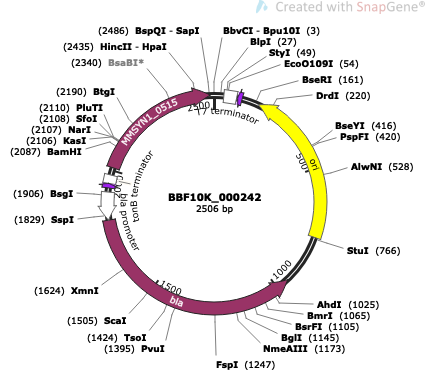 Created with SnapGene®
(2486) BspQI - SapI
BbvCI - Bpu10I (3)
(2435) HincII - HpaI
BlpI (27)
(2340) BsaBI*
StyI (49)
EcoO109I (54)
BseRI (161)
(2190) BtgI
DrdI (220)
(2110) PluTI
(2108) SfoI
(2107) NarI
(2106) KasI
(2087) BamHI
BseYI (416)
PspFI (420)
AlwNI (528)
(1906) BsgI
(1829) SspI
StuI (766)
(1624) XmnI
(1505) ScaI
(1424) TsoI
(1395) PvuI
AhdI (1025)
BmrI (1065)
BsrFI (1105)
BglI (1145)
NmeAIII (1173)
FspI (1247)
MMSYN1_0515
2500
T7 terminator
ori
500
tonB terminator
bla promoter
BBF10K_000242
2506 bp
1000
1500
bla